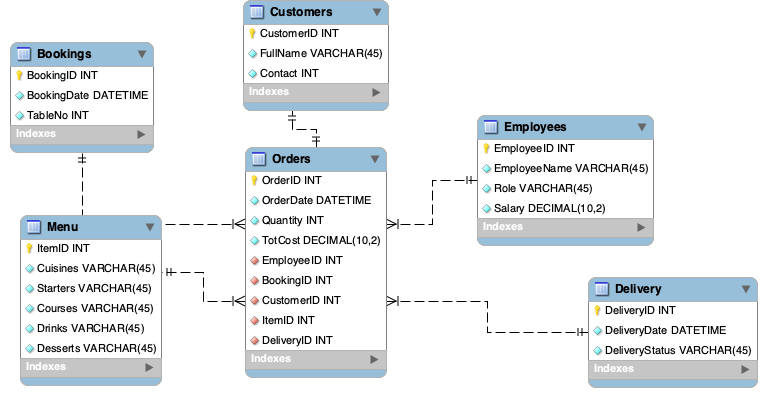 Customers
CustomerID INT
FullName VARCHAR(45)
Contact INT
Indexes
Bookings
BookingID INT
BookingDate DATETIME
TableNo INT
Indexes
Employees
EmployeeID INT
EmployeeName VARCHAR(45)
Role VARCHAR(45)
Salary DECIMAL(10,2)
Indexes
Orders
OrderID INT
OrderDate DATETIME
Quantity INT
TotCost DECIMAL(10,2)
EmployeeID INT
BookingID INT
CustomerID INT
ItemID INT
DeliveryID INT
Indexes
Menu
ItemID INT
Cuisines VARCHAR(45)
Starters VARCHAR(45)
Courses VARCHAR(45)
Drinks VARCHAR(45)
Desserts VARCHAR(45)
Indexes
Delivery
DeliveryID INT
DeliveryDate DATETIME
DeliveryStatus VARCHAR(45)
Indexes